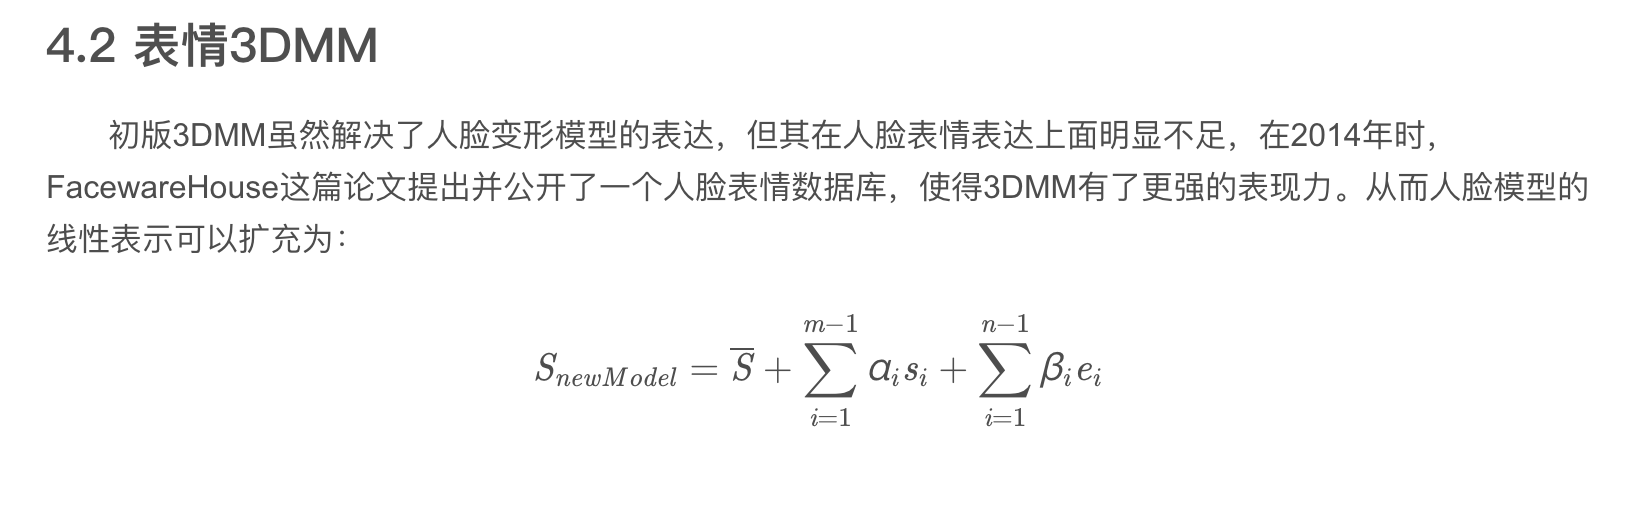 4.2 表情3DMM
初版3DMM虽然解决了人脸变形模型的表达，但其在人脸表情表达上面明显不足，在2014年时，
FacewareHouse这篇论文提出并公开了一个人脸表情数据库，使得3DMM有了更强的表现力。从而人脸模型的
线性表示可以扩充为：
$S_{newModel} = \overline{S} + \sum_{i=1}^{m-1} \alpha_i s_i + \sum_{i=1}^{n-1} \beta_i e_i$